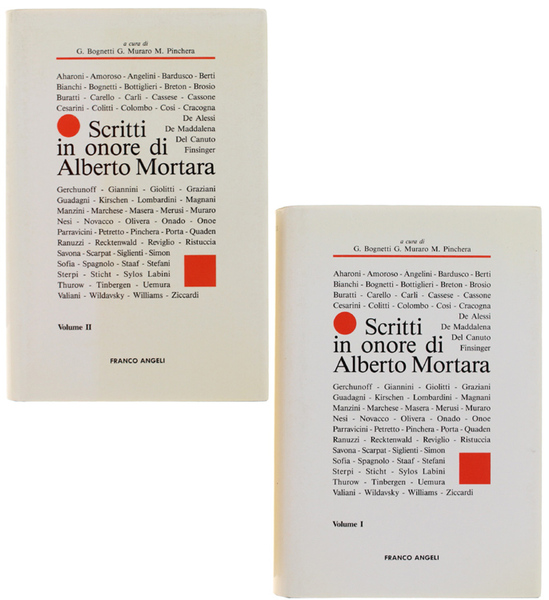 a cura di
G. Bognetti G. Muraro M. Pinchera
Aharoni - Amoroso - Angelini - Bardusco - Berti
Bianchi - Bognetti - Bottiglieri - Breton - Brosio
Buratti - Carello - Carli - Cassese - Cassone
Cesarini - Colitti - Colombo - Così - Cracogna
De Alessi
De Maddalena
Del Canuto
Finsinger
Scritti
in onore di
Alberto Mortara
Gerchunoff - Giannini - Giolitti - Graziani
Guadagni - Kirschen - Lombardini - Magnani
Manzini - Marchese - Masera - Merusi - Muraro
Nesi - Novacco - Olivera - Onado - Onoe
Parravicini - Petretto - Pinchera - Porta - Quaden
Ranuzzi - Recktenwald - Reviglio - Ristuccia
Savona - Scarpat - Siglienti - Simon
Sofia - Spagnolo - Staaf - Stefani
Sterpi - Sticht - Sylos Labini
Thurow - Tinbergen - Uemura
Valiani - Wildavsky - Williams - Ziccardi
Volume II
FRANCO ANGELI
a cura di
G. Bognetti G. Muraro M. Pinchera
Aharoni - Amoroso - Angelini - Bardusco - Berti
Bianchi - Bognetti - Bottiglieri - Breton - Brosio
Buratti - Carello - Carli - Cassese - Cassone
Cesarini - Colitti - Colombo - Così - Cracogna
De Alessi
De Maddalena
Del Canuto
Finsinger
Scritti
in onore di
Alberto Mortara
Gerchunoff - Giannini - Giolitti - Graziani
Guadagni - Kirschen - Lombardini - Magnani
Manzini - Marchese - Masera - Merusi - Muraro
Nesi - Novacco - Olivera - Onado - Onoe
Parravicini - Petretto - Pinchera - Porta - Quaden
Ranuzzi - Recktenwald - Reviglio - Ristuccia
Savona - Scarpat - Siglienti - Simon
Sofia - Spagnolo - Staaf - Stefani
Sterpi - Sticht - Sylos Labini
Thurow - Tinbergen - Uemura
Valiani - Wildavsky - Williams - Ziccardi
Volume I
FRANCO ANGELI